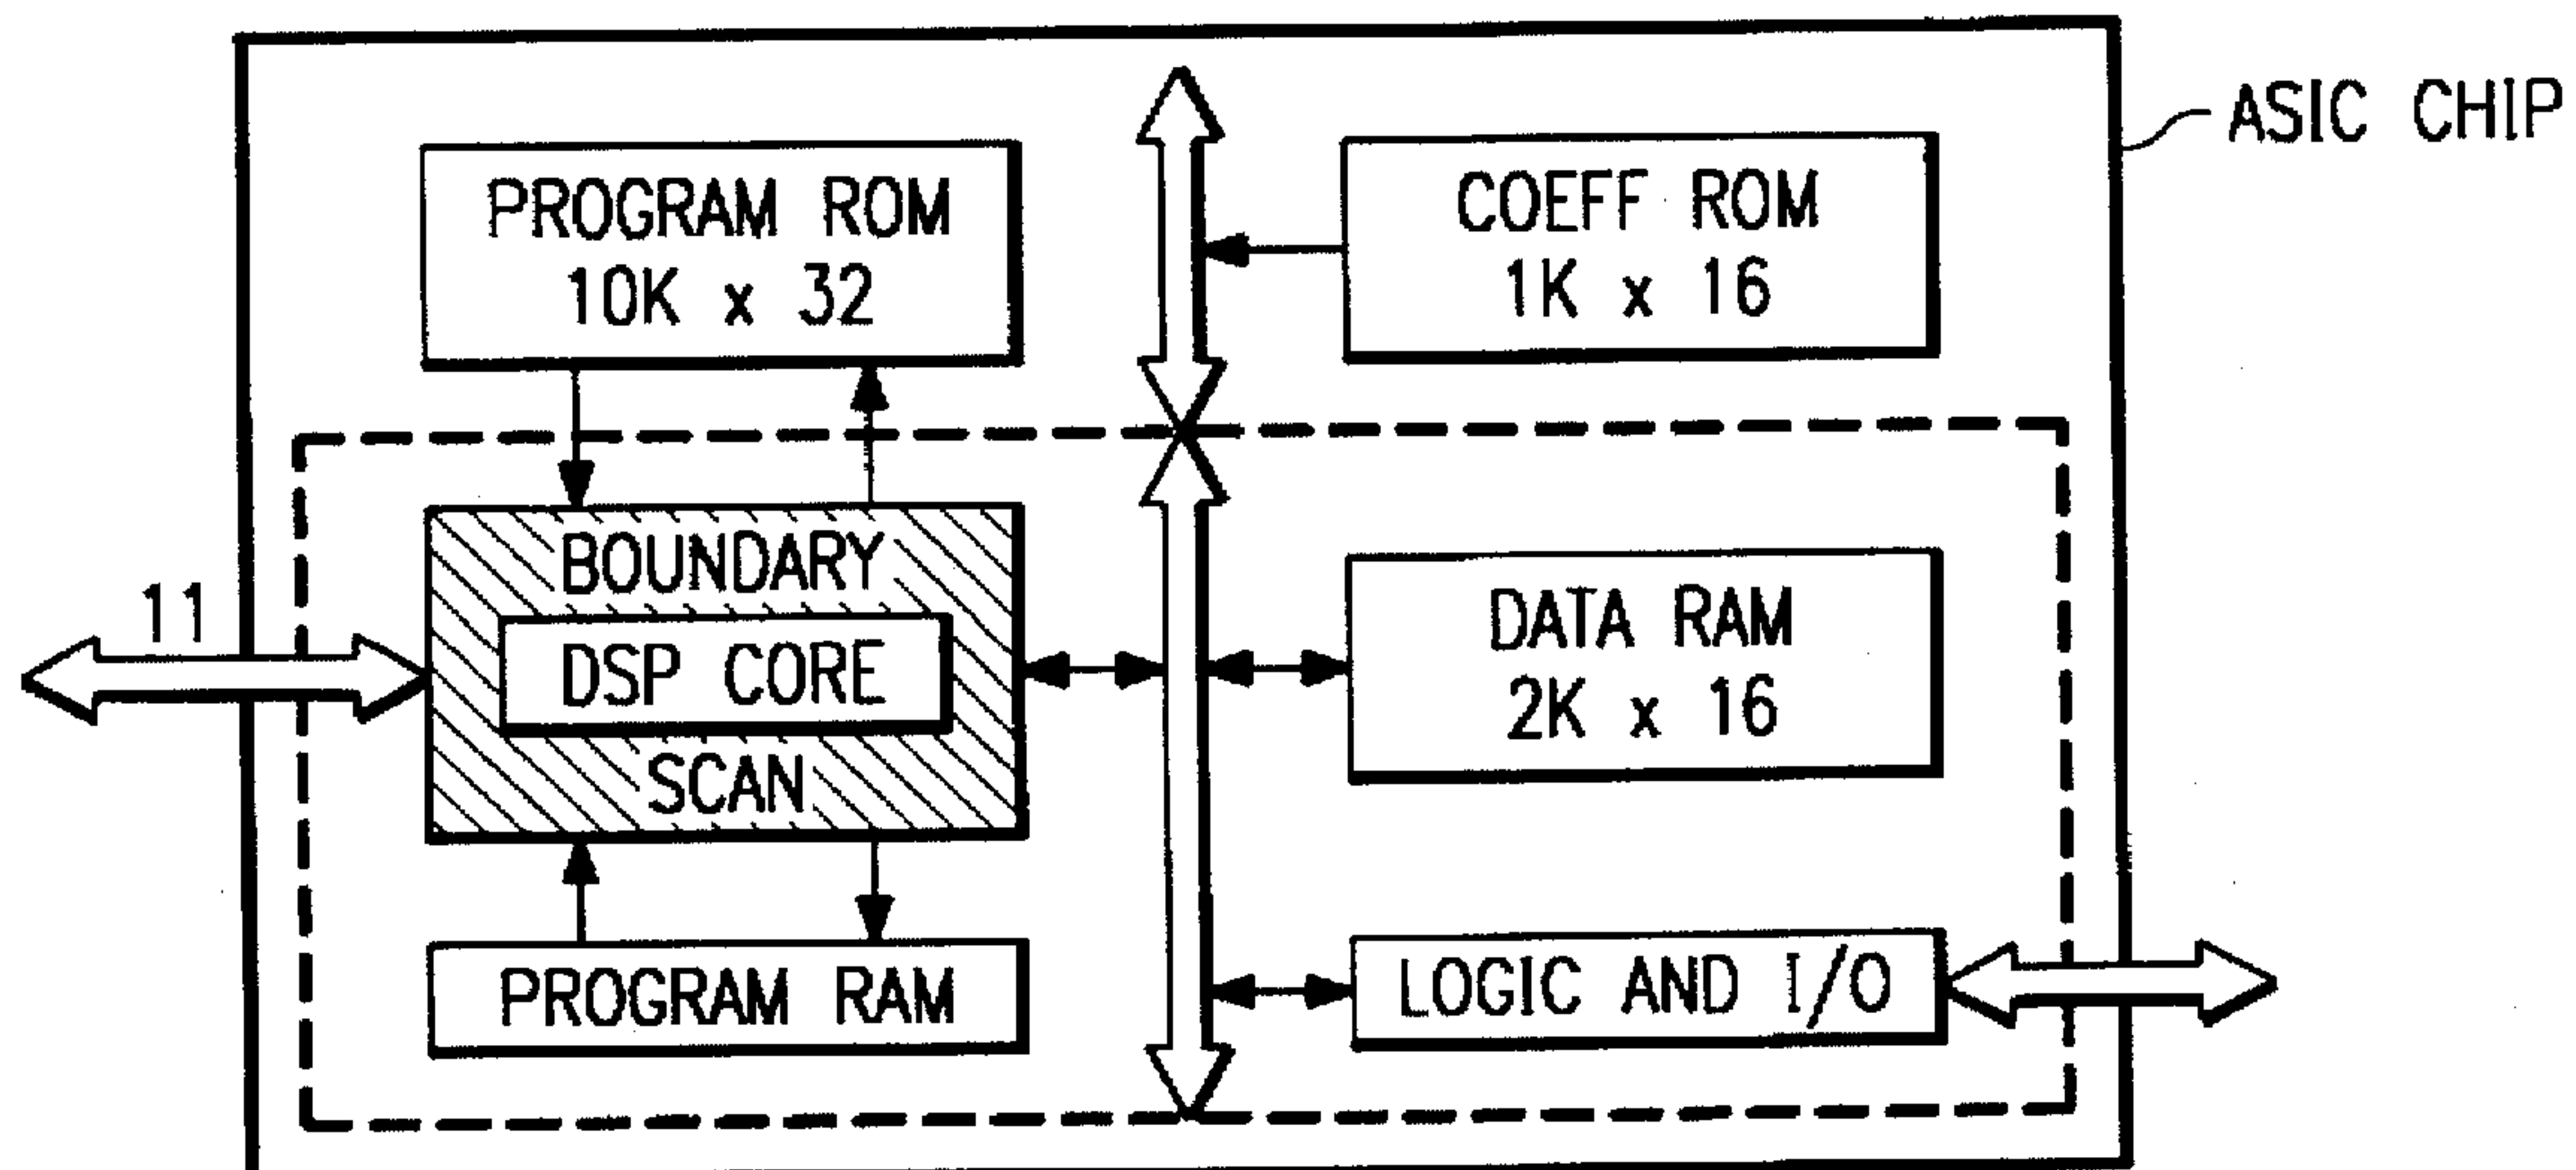 ASIC CHIP
PROGRAM ROM
10K x 32
COEFF ROM
1K x 16
11
BOUNDARY
DSP CORE
SCAN
DATA RAM
2K x 16
PROGRAM RAM
LOGIC AND I/O